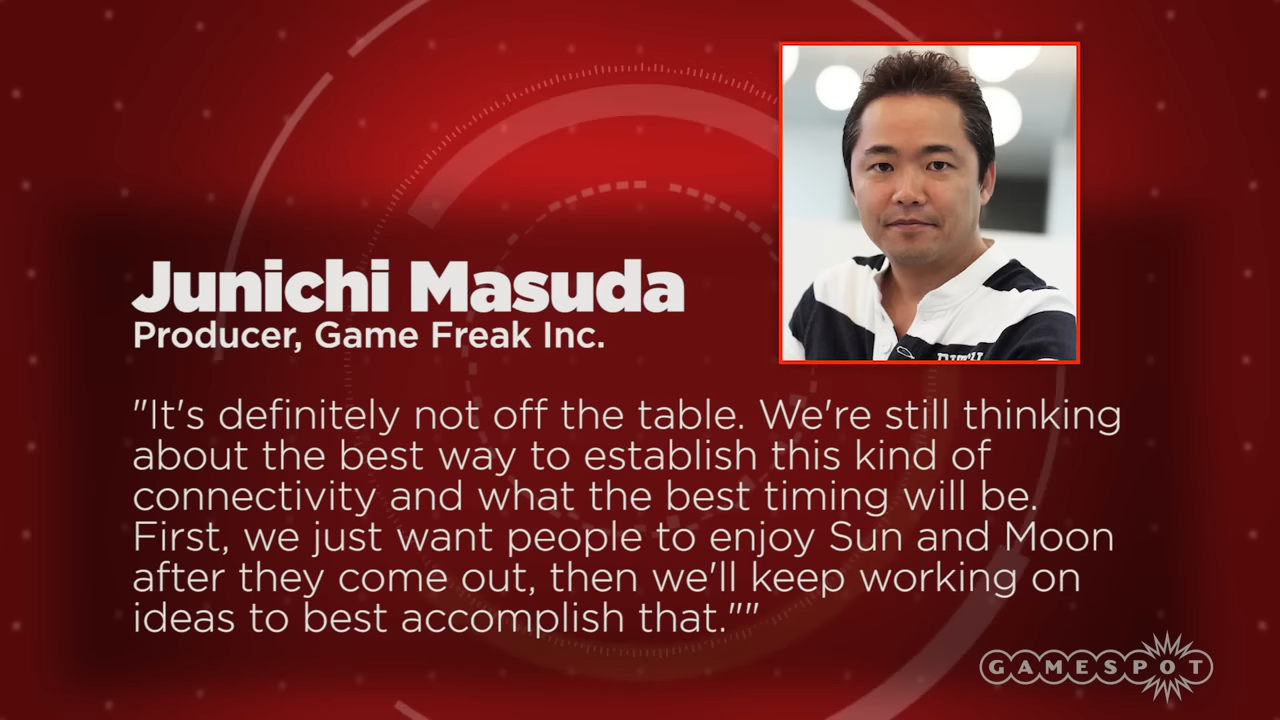 Junichi Masuda
Producer, Game Freak Inc.
"It's definitely not off the table. We're still thinking
about the best way to establish this kind of
connectivity and what the best timing will be.
First, we just want people to enjoy Sun and Moon
after they come out, then we'll keep working on
ideas to best accomplish that.""
GAMESPOT